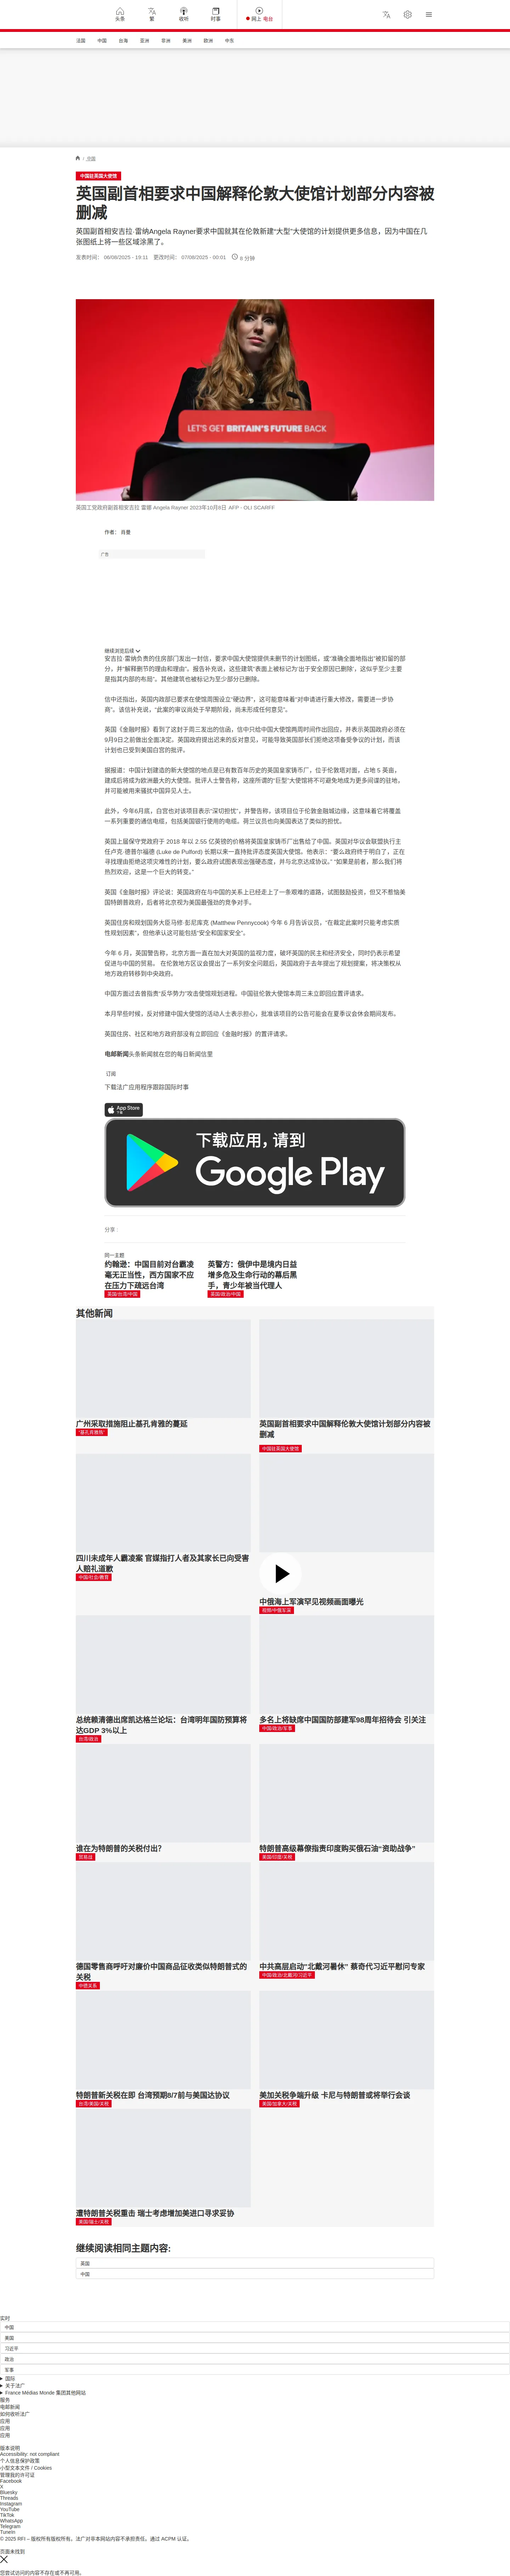 头条
繁
收听
时事
网上 电台
法国
中国
台湾
亚洲
非洲
美洲
欧洲
中东
/ 中国
中国驻英国大使馆
英国副首相要求中国解释伦敦大使馆计划部分内容被删减
英国副首相安吉拉·雷纳Angela Rayner要求中国就其在伦敦新建“大型”大使馆的计划提供更多信息，因为中国在几张图纸上将一些区域涂黑了。
发表时间： 06/08/2025 - 19:11 更改时间： 07/08/2025 - 00:01 8 分钟
LET'S GET BRITAIN'S FUTURE BACK
英国工党政府副首相安吉拉 雷娜 Angela Rayner 2023年10月8日 AFP - OLI SCARFF
作者： 肖曼
广告
继续浏览后续
安吉拉·雷纳负责的住房部门发出一封信，要求中国大使馆提供未删节的计划图纸，或“准确全面地指出”被扣留的部分，并“解释删节的理由和理由”。报告补充说，这些建筑“表面上被标记为‘出于安全原因已删除’，这似乎至少主要是指其内部的布局”。其他建筑也被标记为至少部分已删除。
信中还指出，英国内政部已要求在使馆周围设立“硬边界”，这可能意味着“对申请进行重大修改，需要进一步协商”。该信补充说，“此案的审议尚处于早期阶段，尚未形成任何意见”。
英国《金融时报》看到了这封于周三发出的信函，信中只给中国大使馆两周时间作出回应，并表示英国政府必须在9月9日之前做出全面决定。英国政府提出迟来的反对意见，可能导致英国部长们拒绝这项备受争议的计划，而该计划也已受到美国白宫的批评。
据报道：中国计划建造的新大使馆的地点是已有数百年历史的英国皇家铸币厂，位于伦敦塔对面，占地 5 英亩，建成后将成为欧洲最大的大使馆。批评人士警告称，这座所谓的“巨型”大使馆将不可避免地成为更多间谍的驻地，并可能被用来骚扰中国异见人士。
此外，今年6月底，白宫也对该项目表示“深切担忧”，并警告称，该项目位于伦敦金融城边缘，这意味着它将覆盖一系列重要的通信电缆，包括美国银行使用的电缆。荷兰议员也向美国表达了类似的担忧。
英国上届保守党政府于 2018 年以 2.55 亿英镑的价格将英国皇家铸币厂出售给了中国。英国对华议会联盟执行主任卢克·德普尔福德 (Luke de Pulford) 长期以来一直持批评态度英国大使馆。他表示：“要么政府终于明白了，正在寻找理由拒绝这项灾难性的计划，要么政府试图表现出强硬态度，并与北京达成协议。” “如果是前者，那么我们将热烈欢迎，这是一个巨大的转变。”
英国《金融时报》评论说：英国政府在与中国的关系上已经走上了一条艰难的道路，试图鼓励投资，但又不惹恼美国特朗普政府，后者将北京视为美国最强劲的竞争对手。
英国住房和规划国务大臣马修·彭尼库克 (Matthew Pennycook) 今年 6 月告诉议员，“在裁定此案时只能考虑实质性规划因素”，但他承认这可能包括“安全和国家安全”。
今年 6 月，英国警告称，北京方面一直在加大对英国的监视力度，破坏英国的民主和经济安全，同时仍表示希望促进与中国的贸易。 在伦敦地方区议会提出了一系列安全问题后，英国政府于去年提出了规划提案，将决策权从地方政府转移到中央政府。
中国方面过去曾指责“反华势力”攻击使馆规划进程。中国驻伦敦大使馆本周三未立即回应置评请求。
本月早些时候，反对修建中国大使馆的活动人士表示担心，批准该项目的公告可能会在夏季议会休会期间发布。
英国住房、社区和地方政府部没有立即回应《金融时报》的置评请求。
电邮新闻头条新闻就在您的每日新闻信里
订阅
下载法广应用程序跟踪国际时事
App Store
下载应用，请到
Google Play
分享 :
同一主题
约翰逊：中国目前对台霸凌毫无正当性，西方国家不应在压力下疏远台湾
英国/台湾/中国
英警方：俄伊中是境内日益增多危及生命行动的幕后黑手，青少年被当代理人
英国/政治/中国
其他新闻
广州采取措施阻止基孔肯雅的蔓延
"基孔肯雅热"
英国副首相要求中国解释伦敦大使馆计划部分内容被删减
中国驻英国大使馆
四川未成年人霸凌案 官媒指打人者及其家长已向受害人赔礼道歉
中国/社会/教育
中俄海上军演罕见视频画面曝光
视频/中俄军演
总统赖清德出席凯达格兰论坛：台湾明年国防预算将达GDP 3%以上
台湾/政治
多名上将缺席中国国防部建军98周年招待会 引关注
中国/政治/军事
谁在为特朗普的关税付出?
贸易战
特朗普高级幕僚指责印度购买俄石油"资助战争"
美国/印度/关税
德国零售商呼吁对廉价中国商品征收类似特朗普式的关税
中德关系
中共高层启动"北戴河暑休" 蔡奇代习近平慰问专家
中国/政治/北戴河/习近平
特朗普新关税在即 台湾预期8/7前与美国达协议
台湾/美国/关税
美加关税争端升级 卡尼与特朗普或将举行会谈
美国/加拿大/关税
遭特朗普关税重击 瑞士考虑增加美进口寻求妥协
美国/瑞士/关税
继续阅读相同主题内容:
英国
中国
实时
中国
美国
习近平
政治
军事
国际
关于法广
France Médias Monde 集团其他网站
服务
电邮新闻
如何收听法广
应用
应用
应用
版本说明
Accessibility: not compliant
个人信息保护政策
小型文本文件 / Cookies
管理我的许可证
Facebook
X
Bluesky
Threads
Instagram
YouTube
TikTok
WhatsApp
Telegram
TuneIn
© 2025 RFI – 版权所有版权所有。法广对非本网站内容不承担责任。通过 ACPM 认证。
页面未找到
您尝试访问的内容不存在或不再可用。